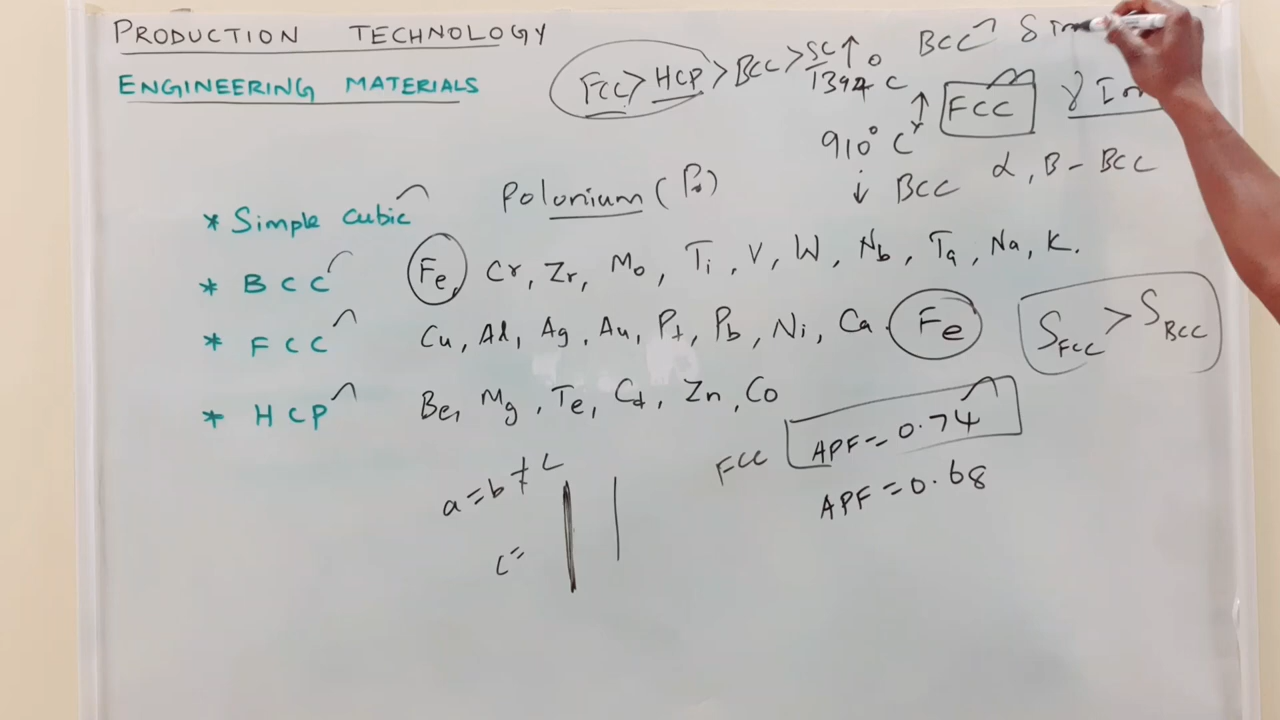 PRODUCTION TECHNOLOGY
ENGINEERING MATERIALS
FCC > HCP > BCC > SC ↑
1394°C
BCC δ
↑ FCC γ
910°C
↓ BCC α, β - BCC
* Simple Cubic Polonium (Po)
* BCC Fe, Cr, Zr, Mo, Ti, V, W, Nb, Ta, Na, K.
* FCC Cu, Al, Ag, Au, Pt, Pb, Ni, Ca. Fe
S FCC > S BCC
* HCP Be, Mg, Te, Cd, Zn, Co
FCC APF = 0.74
APF = 0.68
a = b ≠ c
c =